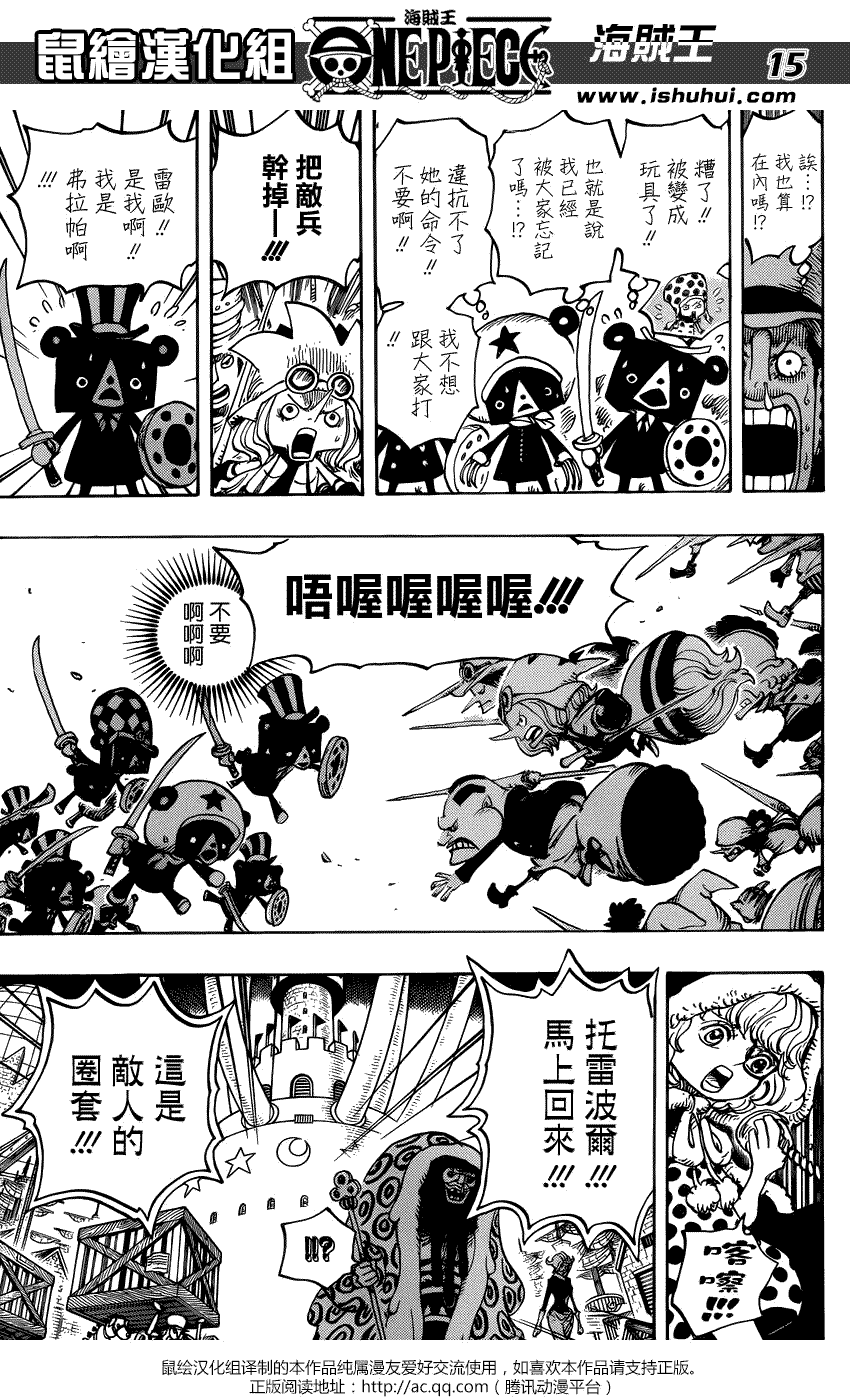 鼠繪漢化組
海賊王
ONE PIECE
海賊王
15
www.ishuhui.com
誒…!?
我也算
在內嗎!?
糟了!!
被變成
玩具了!!
也就是說
我已經
被大家忘記
了嗎…!?
違抗不了
她的命令!!
不要啊!!
我不想
跟大家打
!!
把敵兵
幹掉—!!!
雷歐!!
是我啊!!
我是
弗拉帕啊
!!!
唔喔喔喔喔!!!
不要
啊啊啊
喀嚓!!!
托雷波爾
馬上回來!!!
這是
敵人的
圈套!!!
!!?
鼠绘汉化组译制的本作品纯属漫友爱好交流使用，如喜欢本作品请支持正版。
正版阅读地址：http://ac.qq.com（腾讯动漫平台）